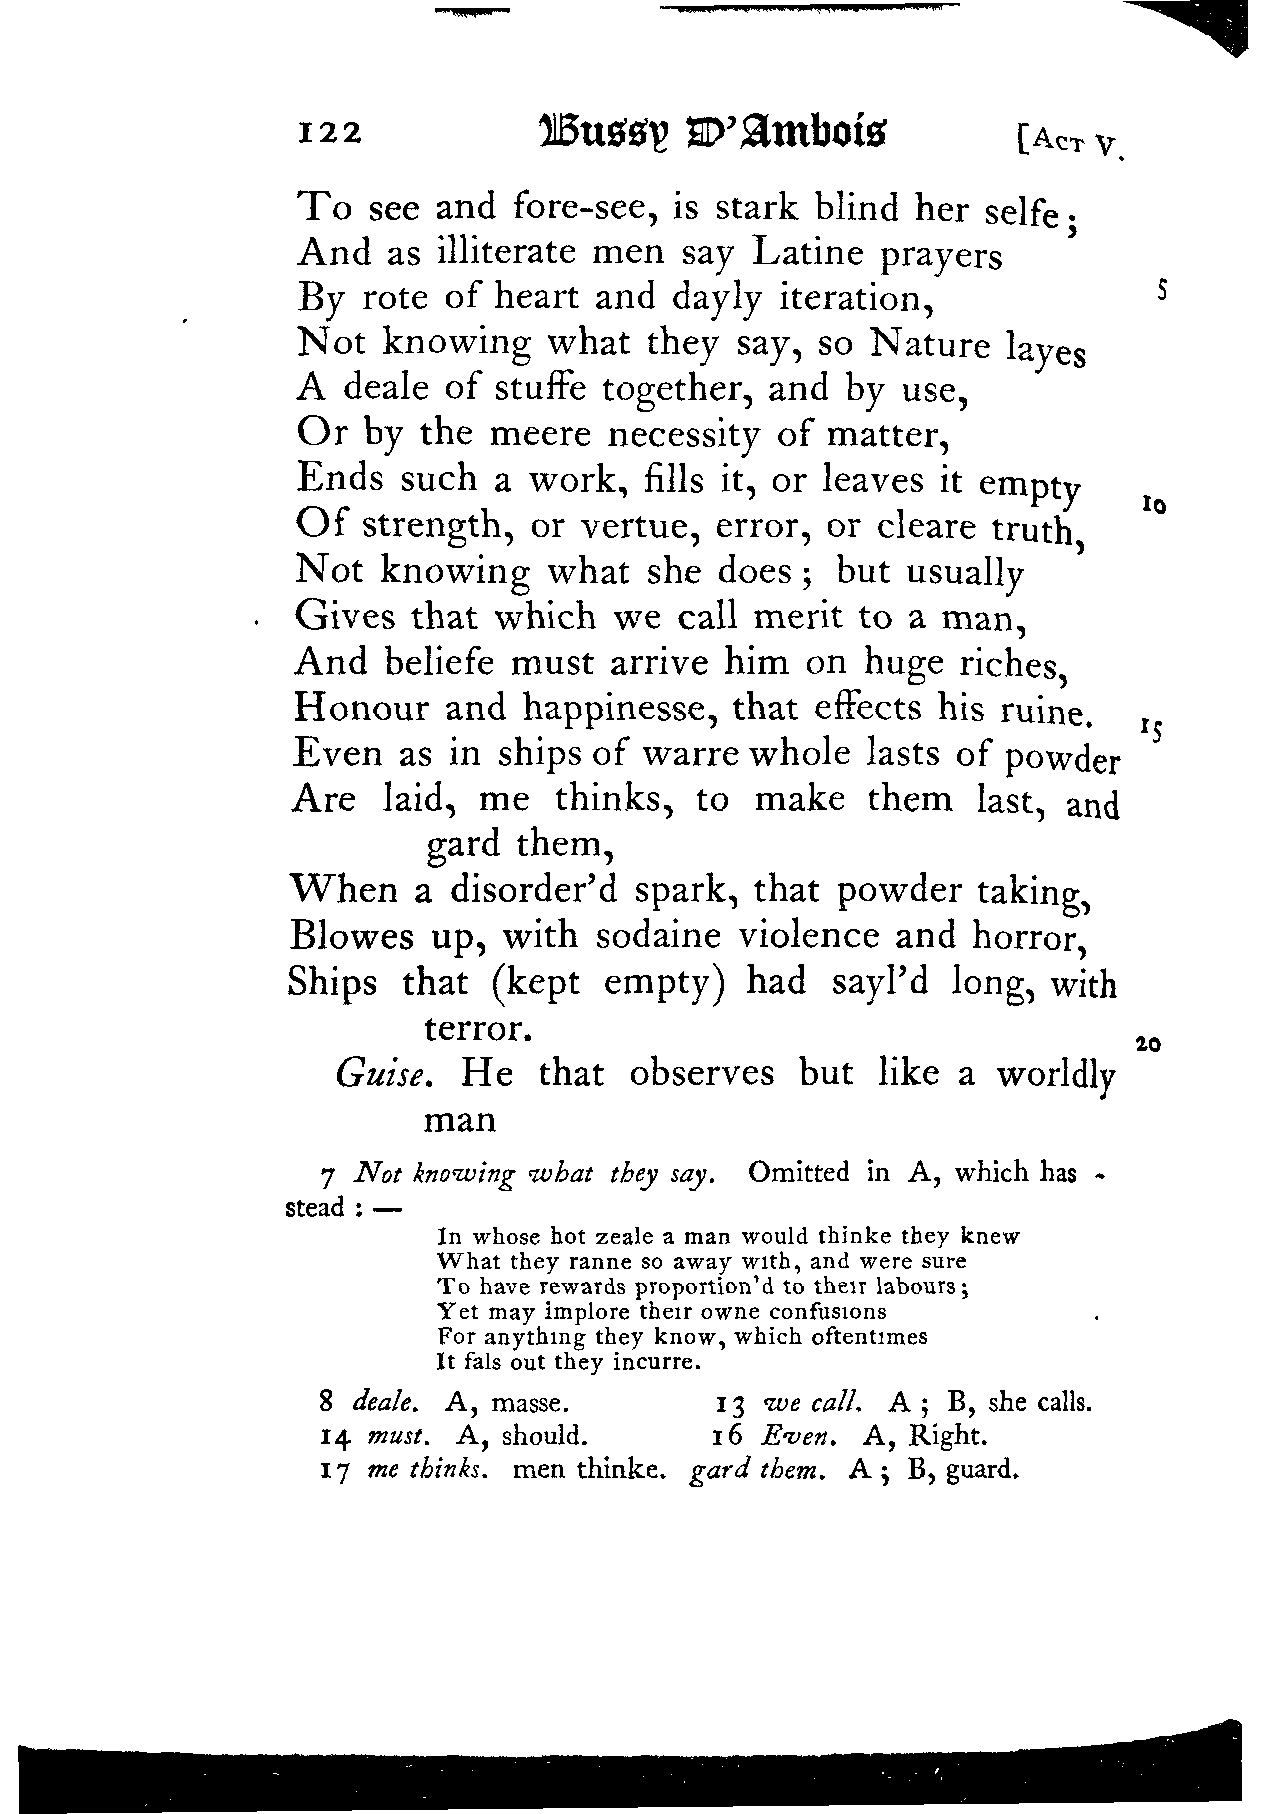 122 Bussy D'Ambois [ACT V.
To see and fore-see, is stark blind her selfe;
And as illiterate men say Latine prayers
By rote of heart and dayly iteration, 5
Not knowing what they say, so Nature layes
A deale of stuffe together, and by use,
Or by the meere necessity of matter,
Ends such a work, fills it, or leaves it empty 10
Of strength, or vertue, error, or cleare truth,
Not knowing what she does; but usually
Gives that which we call merit to a man,
And beliefe must arrive him on huge riches,
Honour and happinesse, that effects his ruine. 15
Even as in ships of warre whole lasts of powder
Are laid, me thinks, to make them last, and
gard them,
When a disorder'd spark, that powder taking,
Blowes up, with sodaine violence and horror,
Ships that (kept empty) had sayl'd long, with
terror. 20
Guise. He that observes but like a worldly
man
7 Not knowing what they say. Omitted in A, which has
stead : —
In whose hot zeale a man would thinke they knew
What they ranne so away with, and were sure
To have rewards proportion'd to their labours;
Yet may implore their owne confusions
For anything they know, which oftentimes
It fals out they incurre.
8 deale. A, masse. 13 we call. A; B, she calls.
14 must. A, should. 16 Even. A, Right.
17 me thinks. men thinke. gard them. A; B, guard.